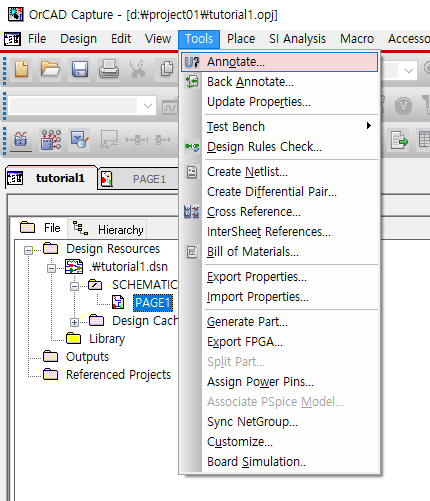 OrCAD Capture - [d:₩project01₩tutorial1.opj]
File Design Edit View Tools Place SI Analysis Macro Accesso
Annotate...
Back Annotate...
Update Properties...
Test Bench
Design Rules Check...
Create Netlist...
Create Differential Pair...
Cross Reference...
InterSheet References...
Bill of Materials...
Export Properties...
Import Properties...
Generate Part...
Export FPGA...
Split Part...
Assign Power Pins...
Associate PSpice Model...
Sync NetGroup...
Customize...
Board Simulation..
tutorial1 PAGE1
File Hierarchy
Design Resources
.₩tutorial1.dsn
SCHEMATIC
PAGE1
Design Cach
Library
Outputs
Referenced Projects